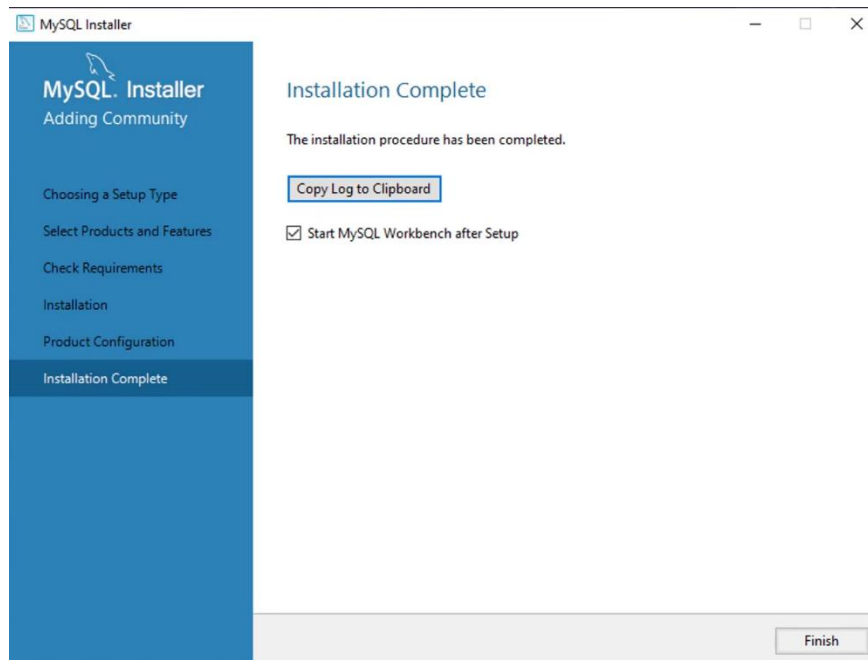 MySQL Installer
MySQL. Installer
Adding Community
Choosing a Setup Type
Select Products and Features
Check Requirements
Installation
Product Configuration
Installation Complete
Installation Complete
The installation procedure has been completed.
Copy Log to Clipboard
Start MySQL Workbench after Setup
Finish